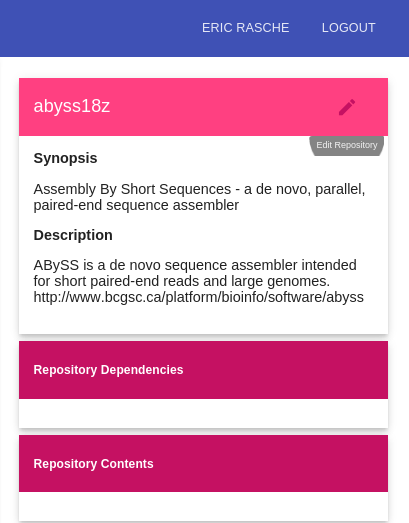 ERIC RASCHE LOGOUT
abyss18z
Edit Repository
Synopsis
Assembly By Short Sequences - a de novo, parallel,
paired-end sequence assembler
Description
ABySS is a de novo sequence assembler intended
for short paired-end reads and large genomes.
http://www.bcgsc.ca/platform/bioinfo/software/abyss
Repository Dependencies
Repository Contents